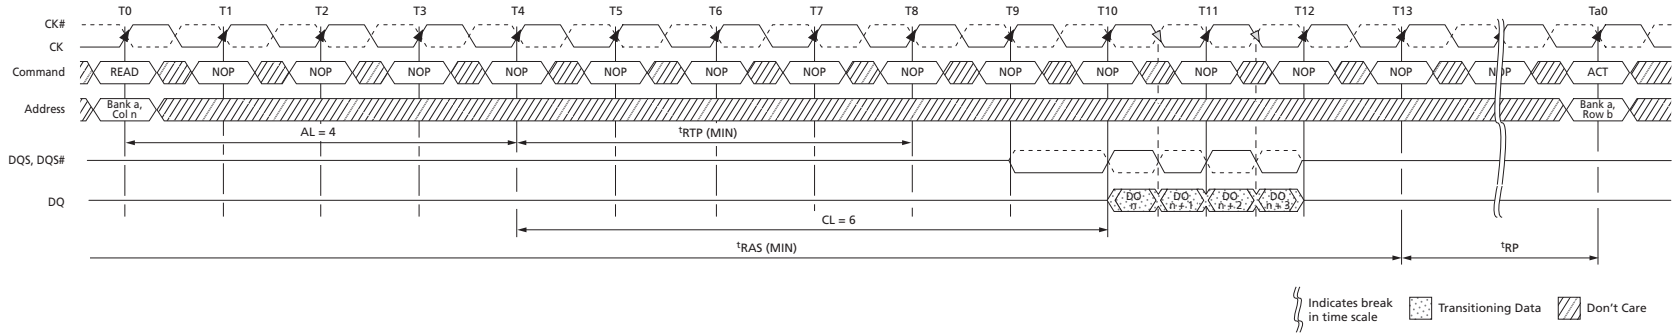 T0 T1 T2 T3 T4 T5 T6 T7 T8 T9 T10 T11 T12 T13 Ta0
CK#
CK
Command READ NOP NOP NOP NOP NOP NOP NOP NOP NOP NOP NOP NOP NOP NOP ACT
Address Bank a, Col n Bank a, Row b
AL = 4 tRTP (MIN)
DQS, DQS#
DQ DO n DO n + 1 DO n + 2 DO n + 3
CL = 6
tRAS (MIN) tRP
Indicates break in time scale Transitioning Data Don't Care